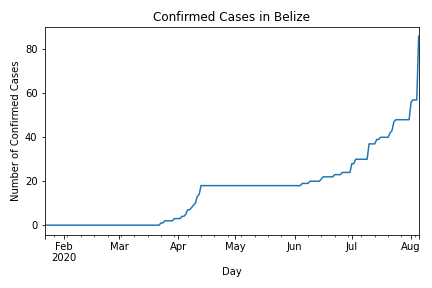 Confirmed Cases in Belize
Number of Confirmed Cases
80
60
40
20
0
Feb Mar Apr May Jun Jul Aug
2020
Day